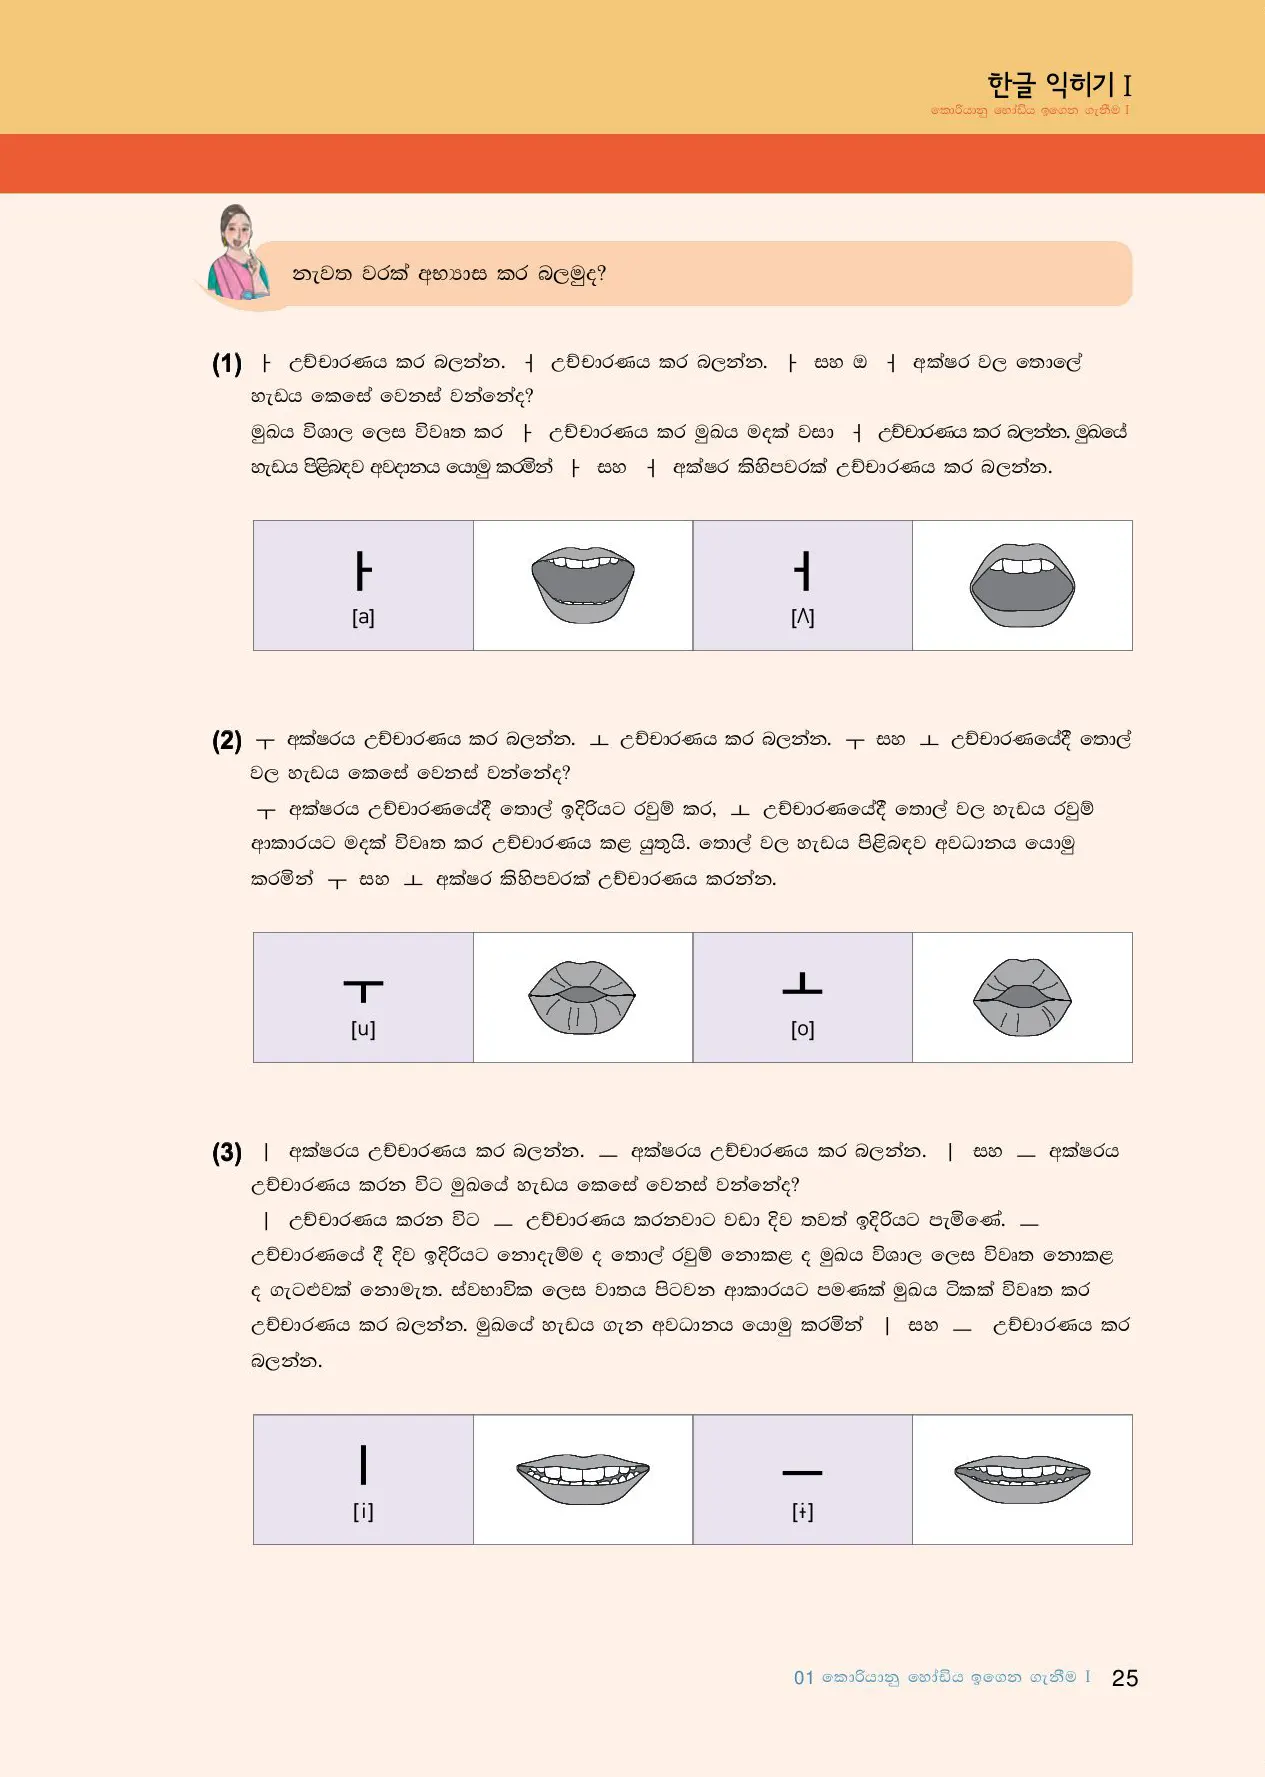 한글 익히기 I
කොරියානු හෝඩිය ඉගෙන ගැනීම I
නැවත වරක් අභ්‍යාස කර බලමුද?
(1) ㅏ උච්චාරණය කර බලන්න. ㅓ උච්චාරණය කර බලන්න. ㅏ සහ ඔ ㅓ අක්ෂර වල තොලේ
හැඩය කෙසේ වෙනස් වන්නේද?
මුඛය විශාල ලෙස විවෘත කර ㅏ උච්චාරණය කර මුඛය මදක් වසා ㅓ උච්චාරණය කර බලන්න. මුඛයේ
හැඩය පිළිබඳව අවදානය යොමු කරමින් ㅏ සහ ㅓ අක්ෂර කිහිපවරක් උච්චාරණය කර බලන්න.
ㅏ ㅓ
[a] [Λ]
(2) ㅜ අක්ෂරය උච්චාරණය කර බලන්න. ㅗ උච්චාරණය කර බලන්න. ㅜ සහ ㅗ උච්චාරණයේදී තොල්
වල හැඩය කෙසේ වෙනස් වන්නේද?
ㅜ අක්ෂරය උච්චාරණයේදී තොල් ඉදිරියට රවුම් කර, ㅗ උච්චාරණයේදී තොල් වල හැඩය රවුම්
ආකාරයට මදක් විවෘත කර උච්චාරණය කළ යුතුයි. තොල් වල හැඩය පිළිබඳව අවධානය යොමු
කරමින් ㅜ සහ ㅗ අක්ෂර කිහිපවරක් උච්චාරණය කරන්න.
ㅜ ㅗ
[u] [o]
(3) ㅣ අක්ෂරය උච්චාරණය කර බලන්න. ㅡ අක්ෂරය උච්චාරණය කර බලන්න. ㅣ සහ ㅡ අක්ෂරය
උච්චාරණය කරන විට මුඛයේ හැඩය කෙසේ වෙනස් වන්නේද?
ㅣ උච්චාරණය කරන විට ㅡ උච්චාරණය කරනවාට වඩා දිව තවත් ඉදිරියට පැමිණේ. ㅡ
උච්චාරණයේ දී දිව ඉදිරියට නොදැම්ම ද තොල් රවුම් නොකළ ද මුඛය විශාල ලෙස විවෘත නොකළ
ද ගැටළුවක් නොමැත. ස්වභාවික ලෙස වාතය පිටවන ආකාරයට පමණක් මුඛය ටිකක් විවෘත කර
උච්චාරණය කර බලන්න. මුඛයේ හැඩය ගැන අවධානය යොමු කරමින් ㅣ සහ ㅡ උච්චාරණය කර
බලන්න.
ㅣ ㅡ
[i] [ɨ]
01 කොරියානු හෝඩිය ඉගෙන ගැනීම I 25